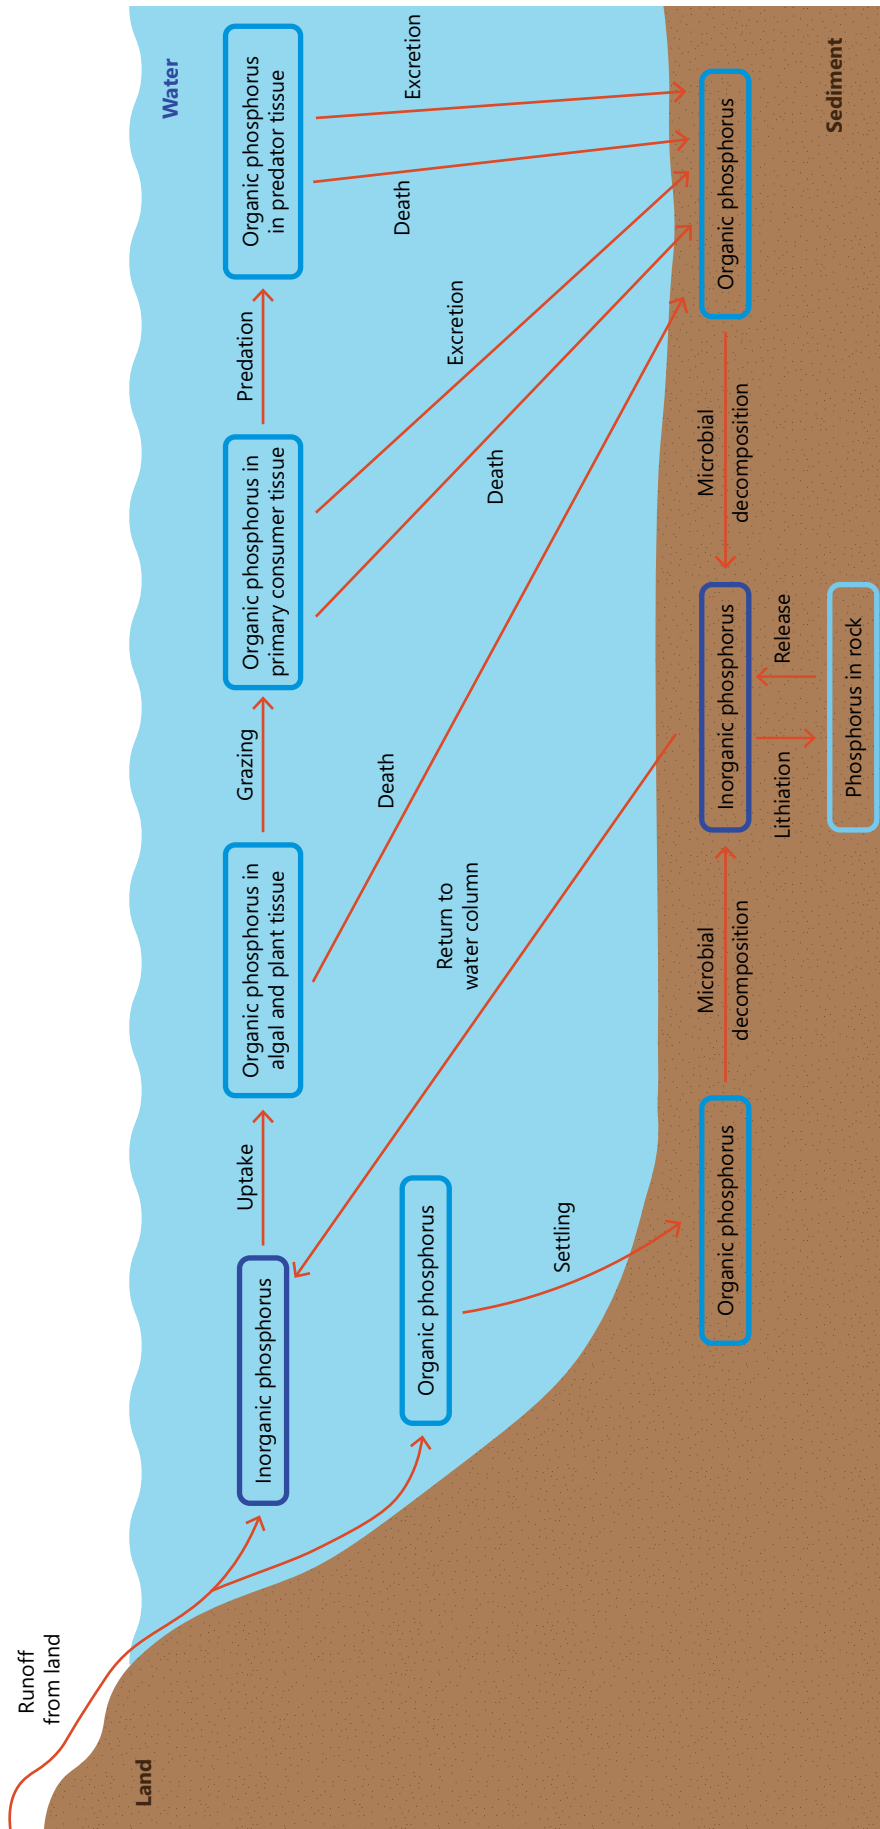 Runoff
from land
Land
Water
Inorganic phosphorus
Uptake
Organic phosphorus in
algal and plant tissue
Grazing
Organic phosphorus in
primary consumer tissue
Predation
Organic phosphorus
in predator tissue
Organic phosphorus
Settling
Return to
water column
Death
Death
Excretion
Death
Excretion
Organic phosphorus
Microbial
decomposition
Inorganic phosphorus
Microbial
decomposition
Organic phosphorus
Lithiation
Release
Phosphorus in rock
Sediment